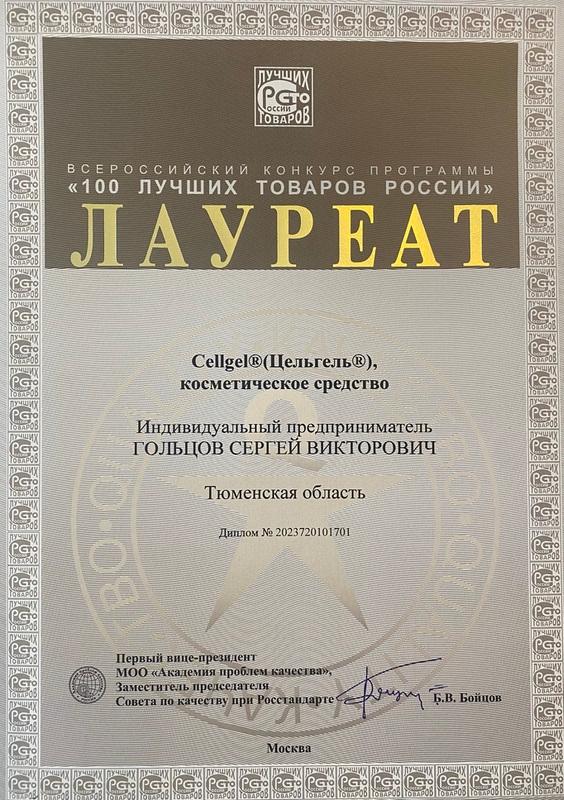 ЛУЧШИХ
РСТО
РОССИИ
ТОВАРОВ
ВСЕРОССИЙСКИЙ КОНКУРС ПРОГРАММЫ
«100 ЛУЧШИХ ТОВАРОВ РОССИИ»
ЛАУРЕАТ
Cellgel®(Цельгель®),
косметическое средство
Индивидуальный предприниматель
ГОЛЬЦОВ СЕРГЕЙ ВИКТОРОВИЧ
Тюменская область
Диплом № 2023720101701
Первый вице-президент
МОО «Академия проблем качества»,
Заместитель председателя
Совета по качеству при Росстандарте
Б.В. Бойцов
Москва